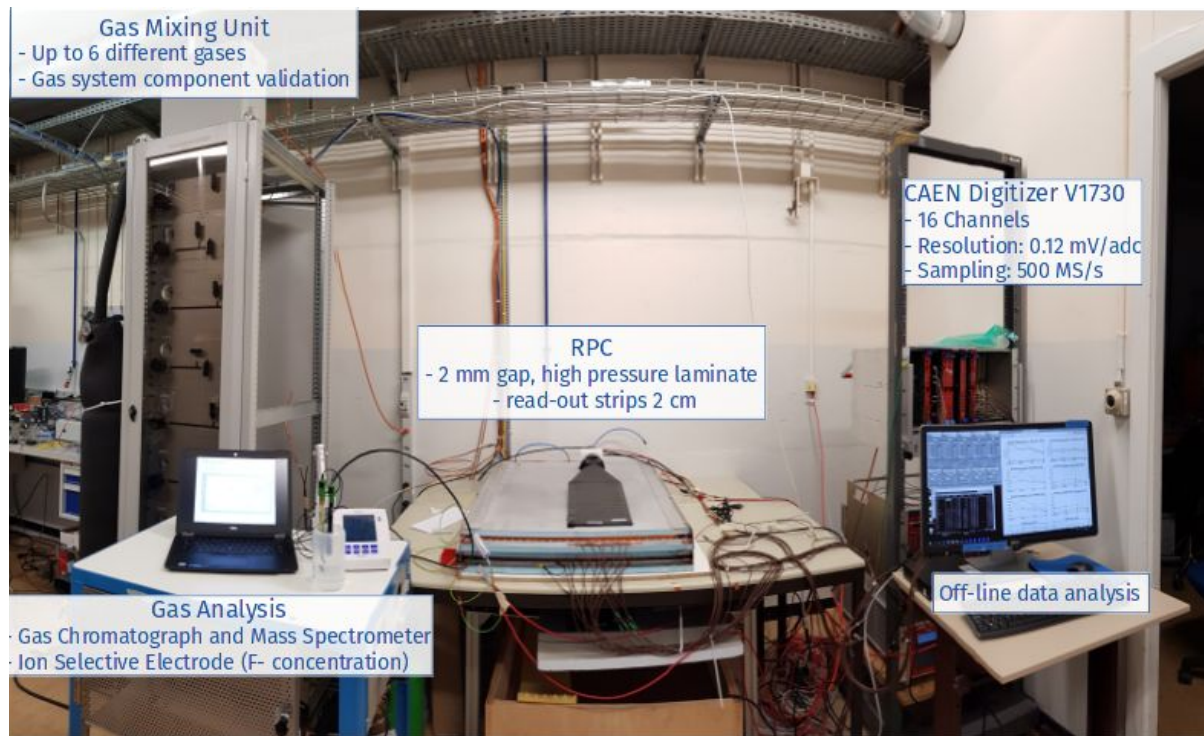 Gas Mixing Unit
- Up to 6 different gases
- Gas system component validation
CAEN Digitizer V1730
- 16 Channels
- Resolution: 0.12 mV/adc
- Sampling: 500 MS/s
RPC
- 2 mm gap, high pressure laminate
- read-out strips 2 cm
Gas Analysis
- Gas Chromatograph and Mass Spectrometer
- Ion Selective Electrode (F- concentration)
Off-line data analysis